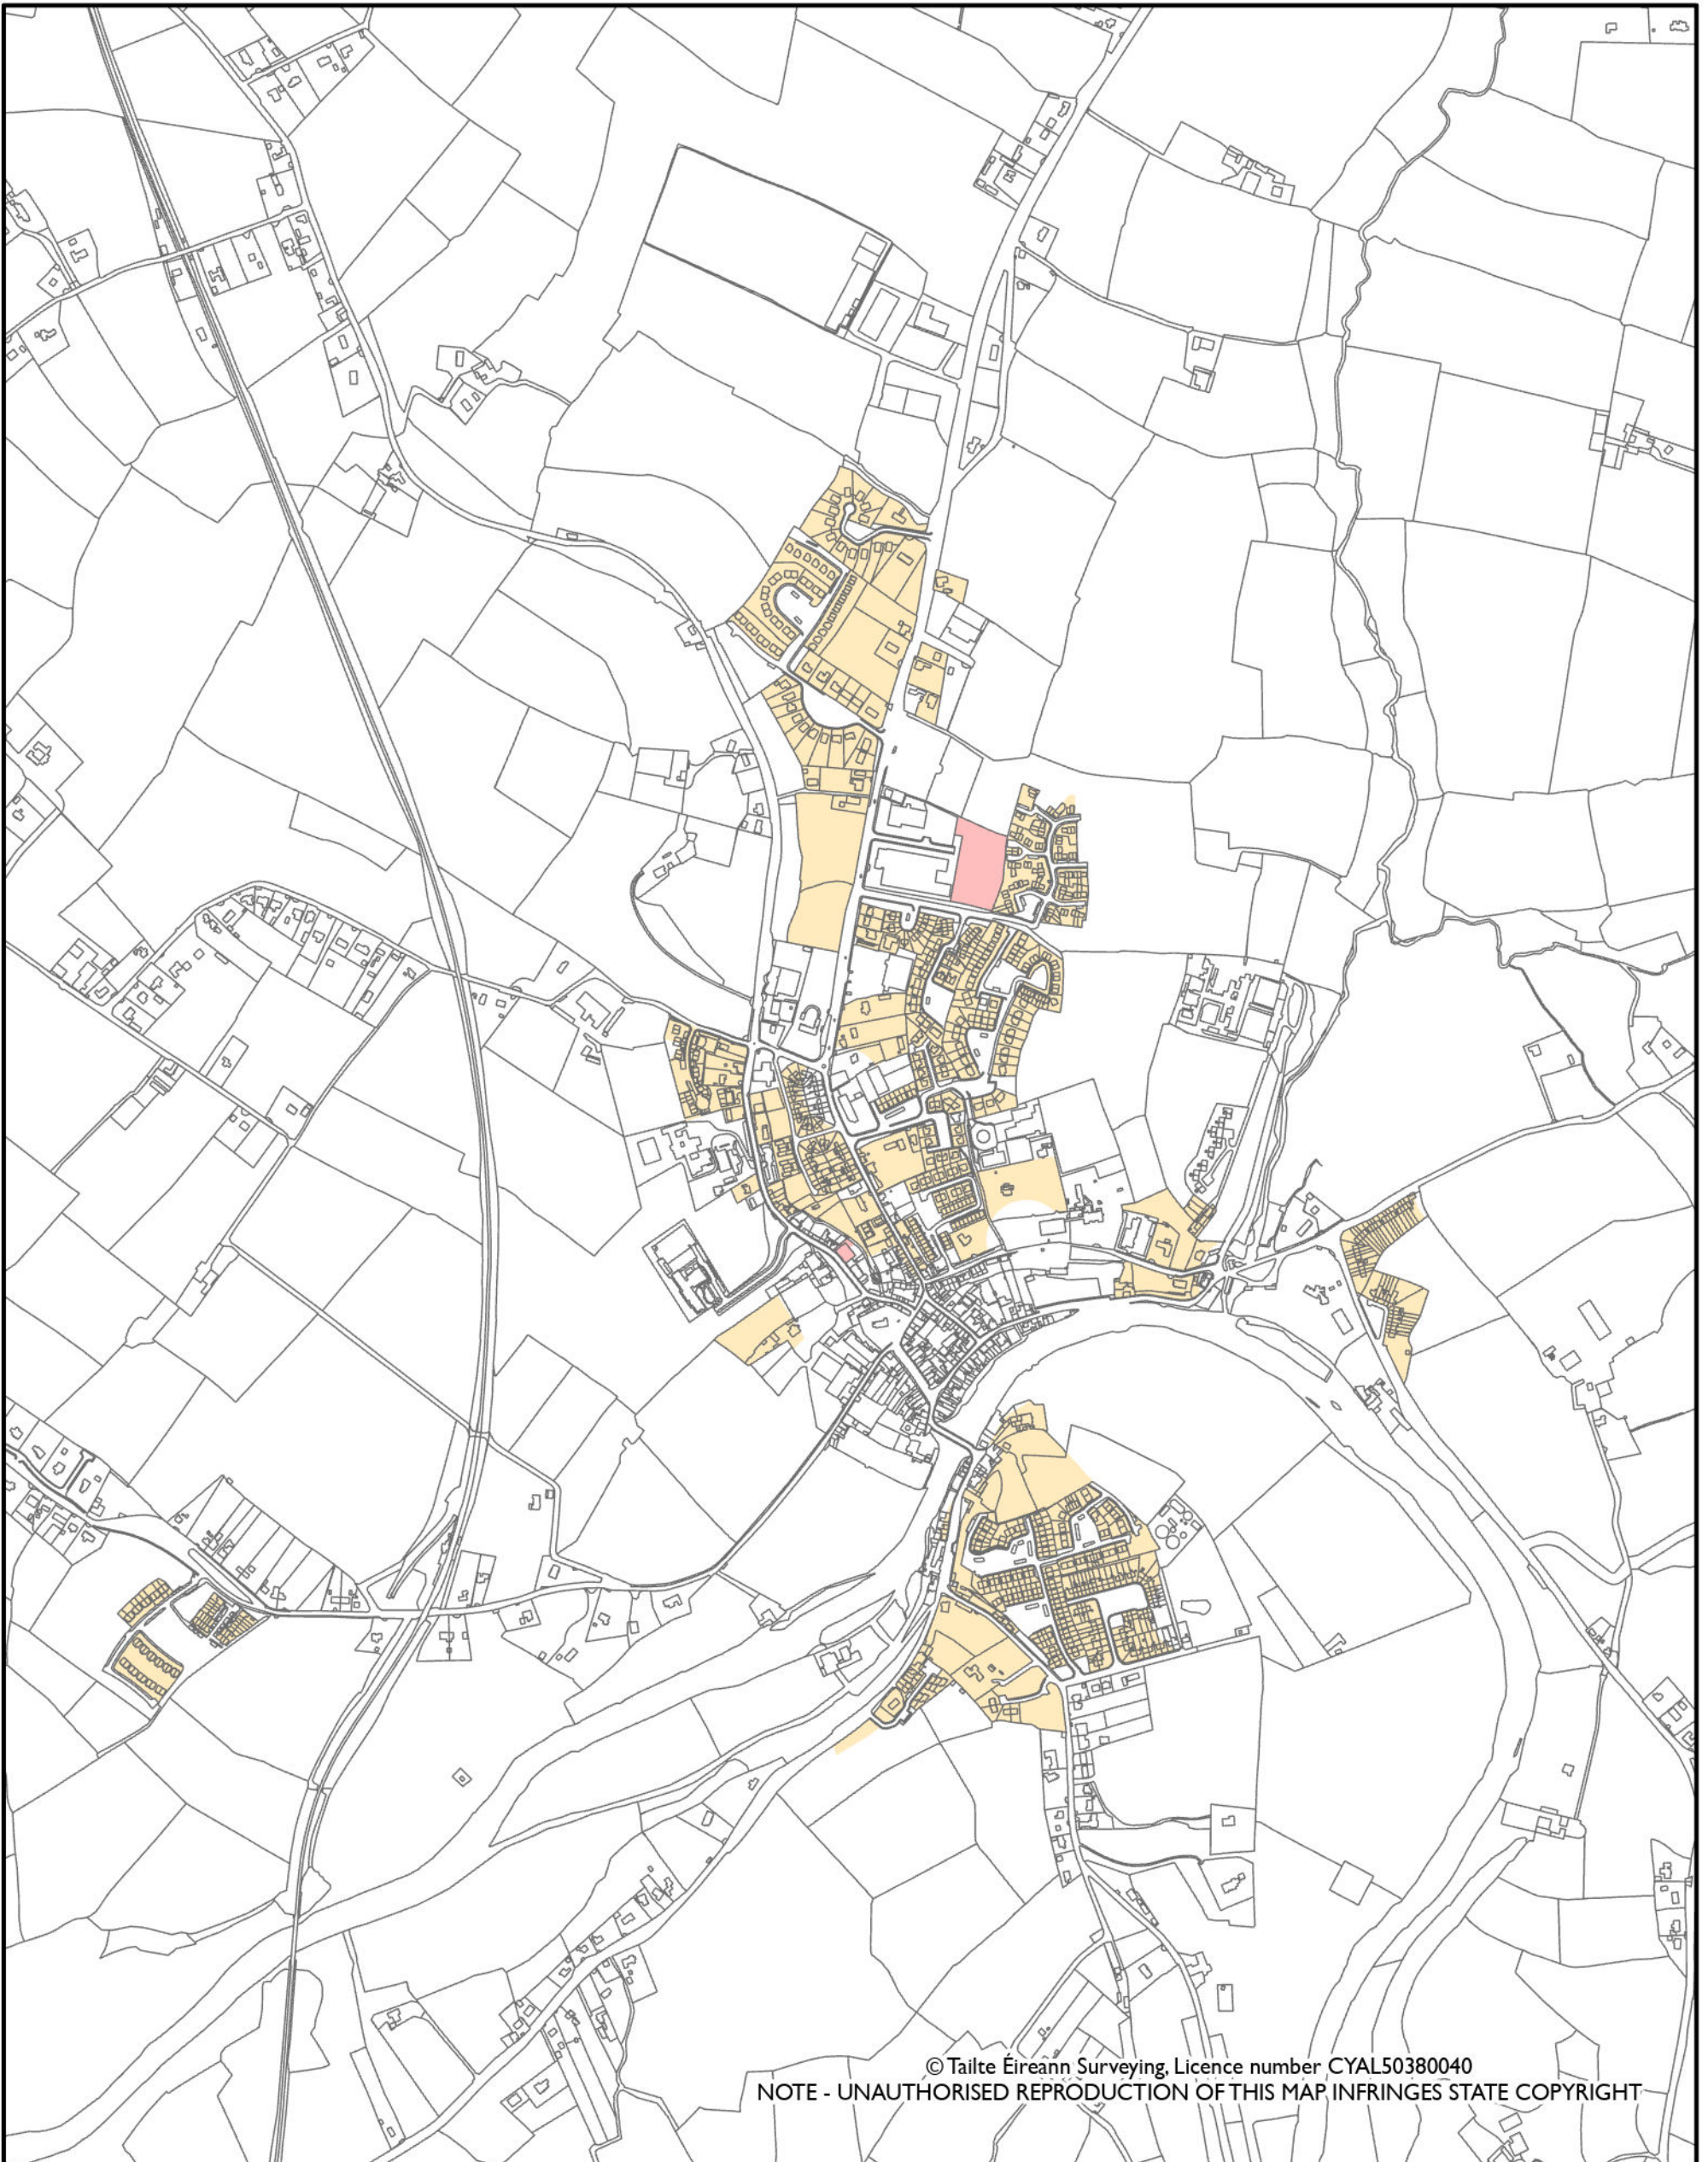 © Tailte Éireann Surveying, Licence number CYAL50380040
NOTE - UNAUTHORISED REPRODUCTION OF THIS MAP INFRINGES STATE COPYRIGHT